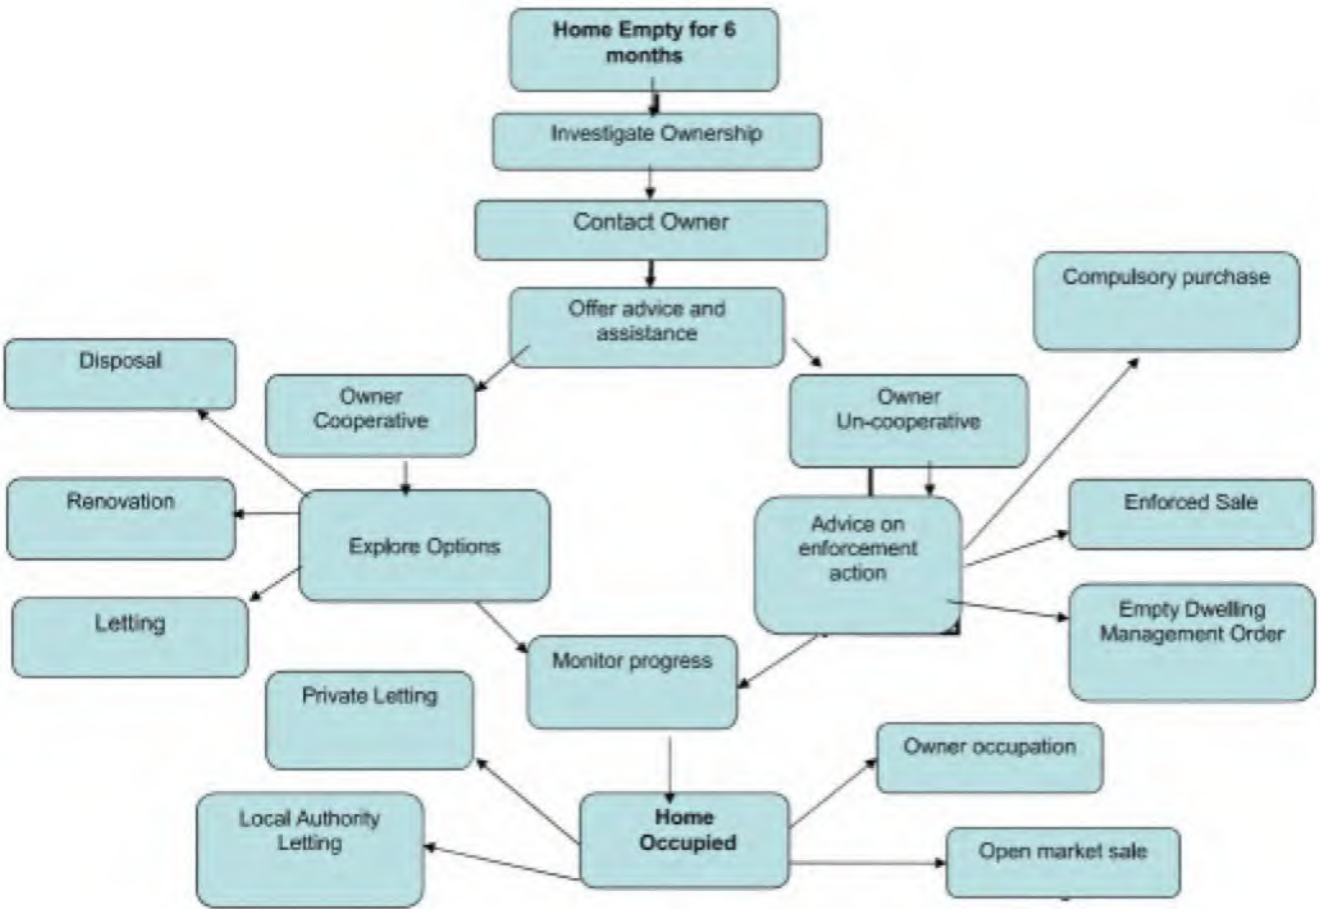 Home Empty for 6
months
Investigate Ownership
Contact Owner
Offer advice and
assistance
Compulsory purchase
Disposal
Owner
Cooperative
Owner
Un-cooperative
Renovation
Explore Options
Advice on
enforcement
action
Enforced Sale
Letting
Empty Dwelling
Management Order
Monitor progress
Private Letting
Owner occupation
Local Authority
Letting
Home
Occupied
Open market sale